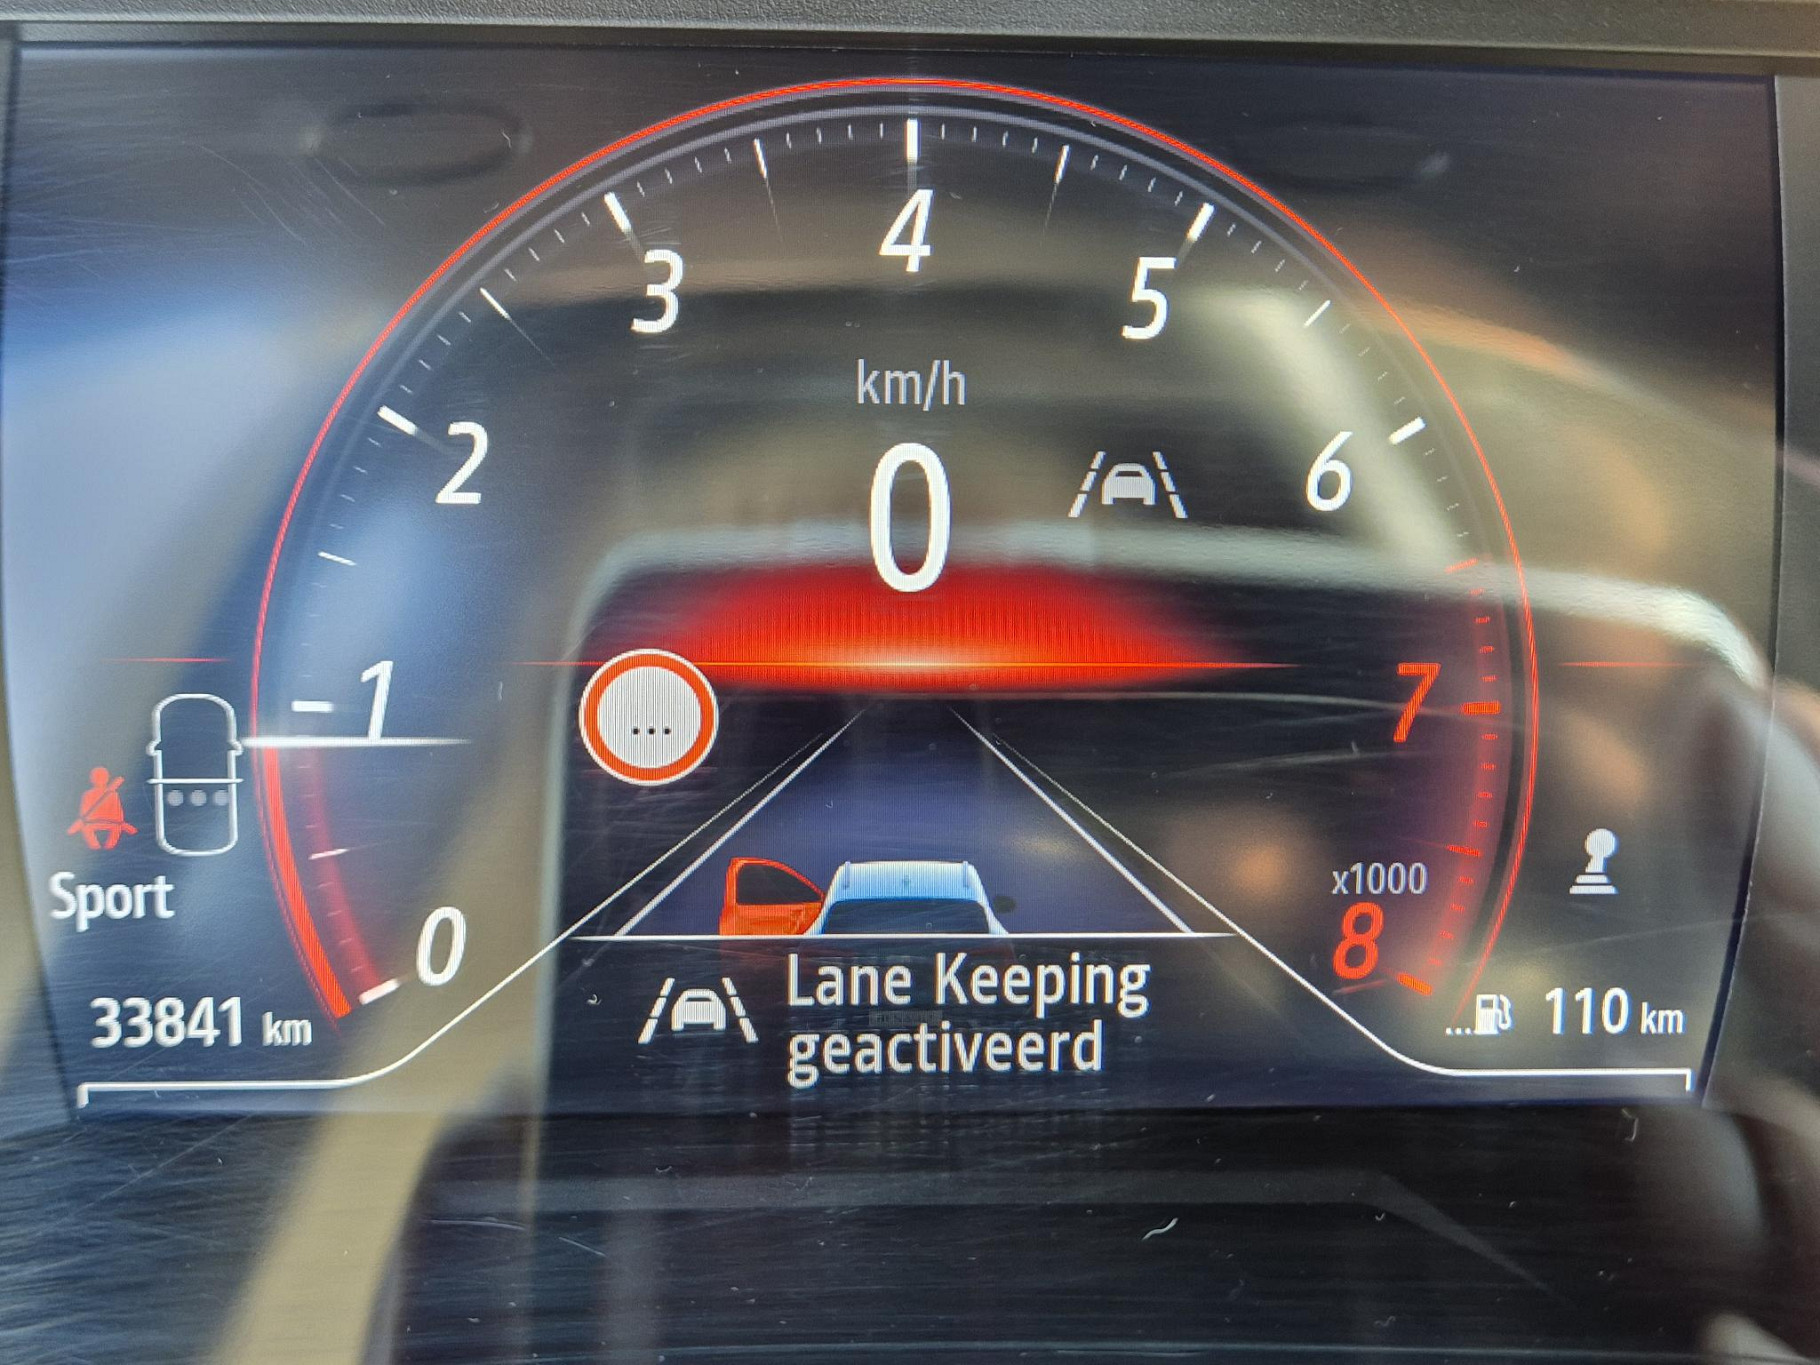 4
3
5
km/h
2
0
6
1
7
...
x1000
Sport
0
8
33841 km
...
110 km
Lane Keeping
geactiveerd